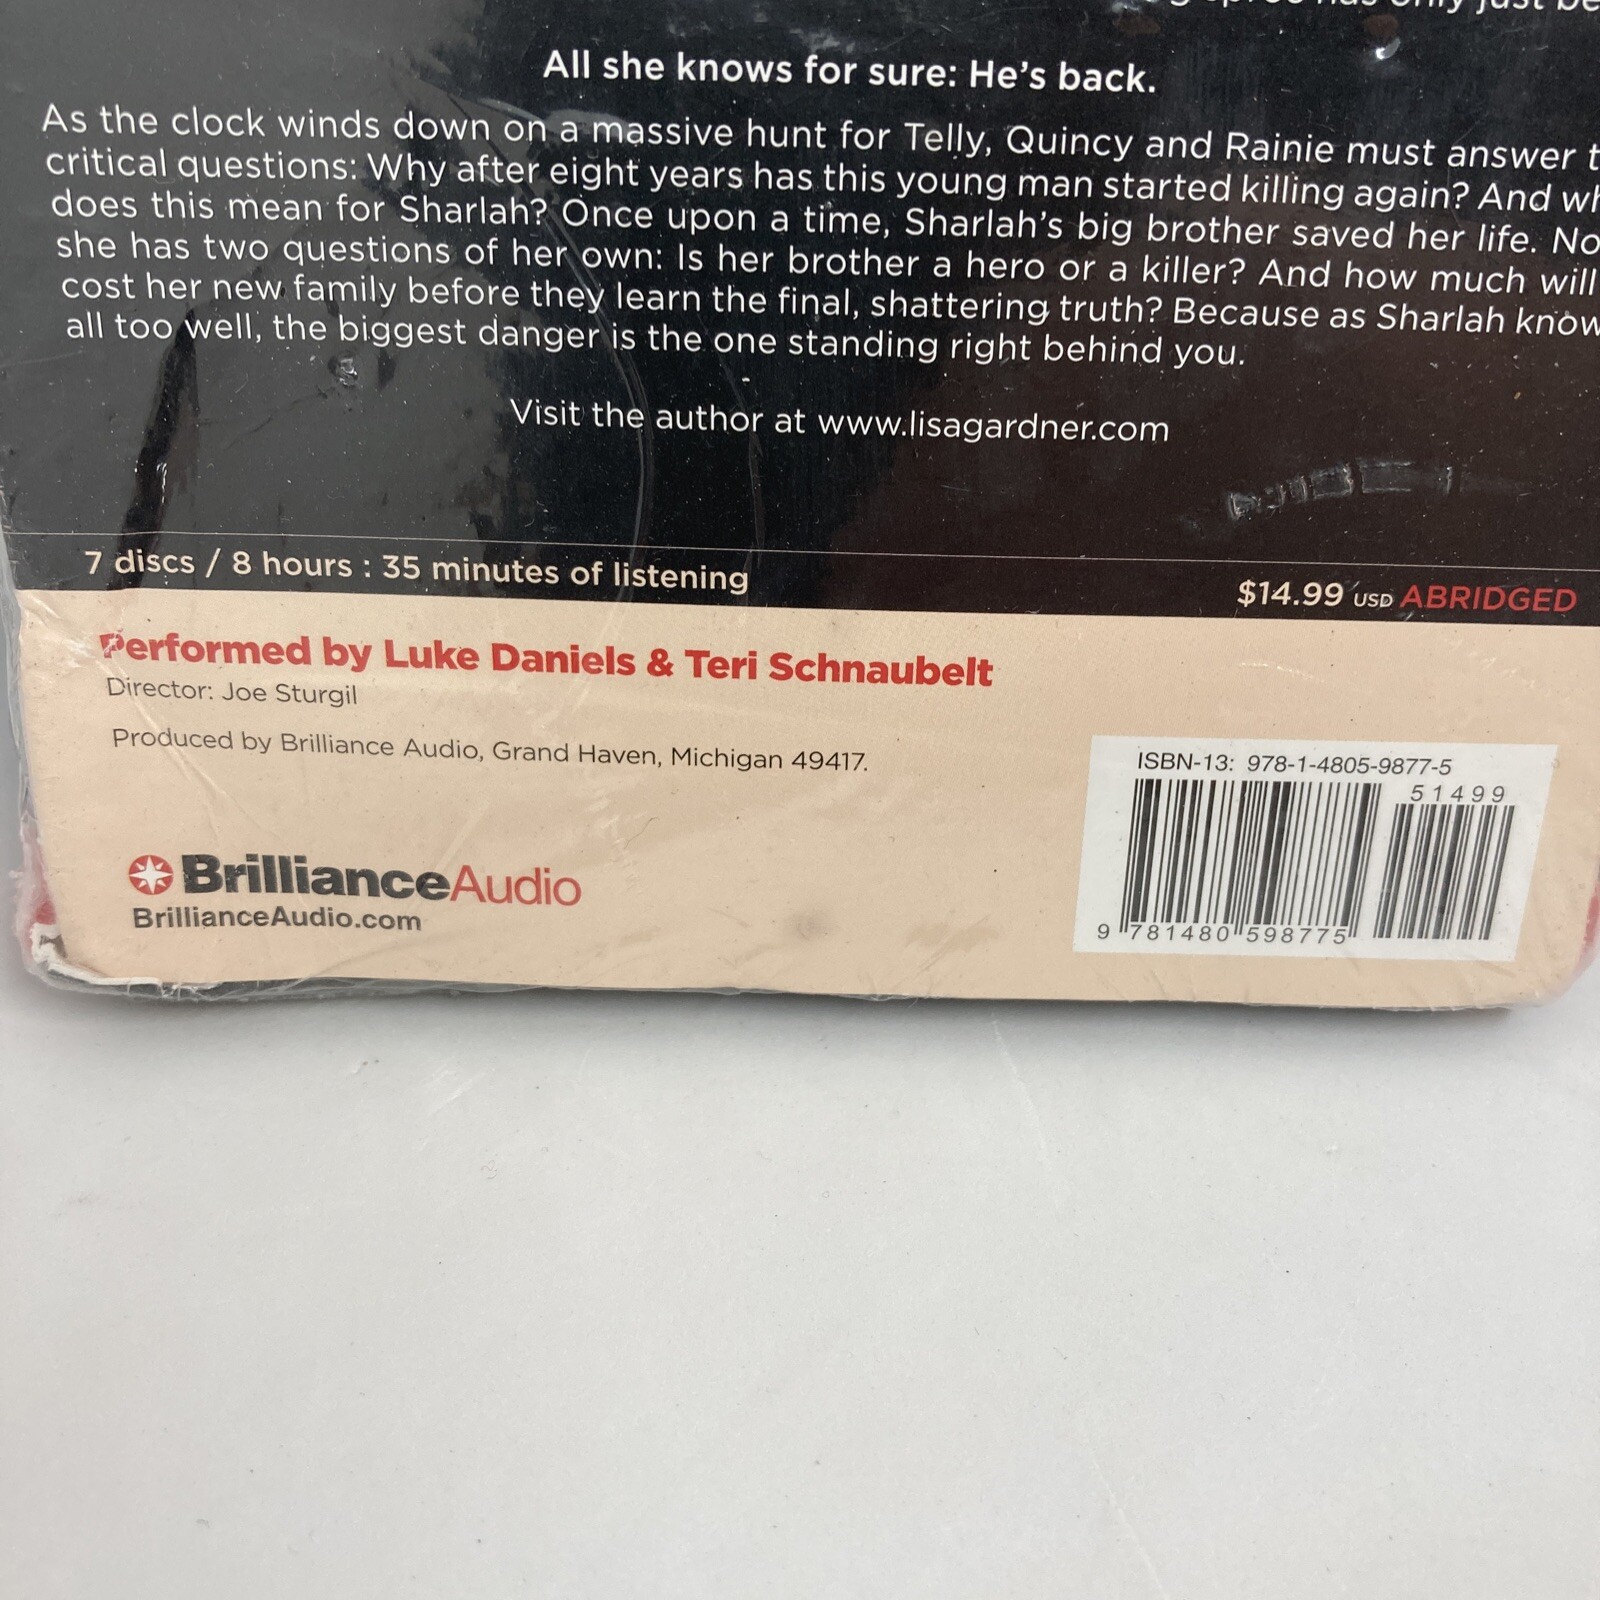 has only just
All she knows for sure: He's back.
As the clock winds down on a massive hunt for Telly, Quincy and Rainie must answer
critical questions: Why after eight years has this young man started killing again? And
does this mean for Sharlah? Once upon a time, Sharlah's big brother saved her life.
she has two questions of her own: Is her brother a hero or a killer? And how much will
cost her new family before they learn the final, shattering truth? Because as Sharlah
all too well, the biggest danger is the one standing right behind you.
Visit the author at www.lisagardner.com
7 discs / 8 hours : 35 minutes of listening
$14.99 USD ABRIDGED
Performed by Luke Daniels & Teri Schnaubelt
Director: Joe Sturgil
Produced by Brilliance Audio, Grand Haven, Michigan 49417.
BrillianceAudio
BrillianceAudio.com
ISBN-13: 978-1-4805-9877-5
51499
9 781480 598775